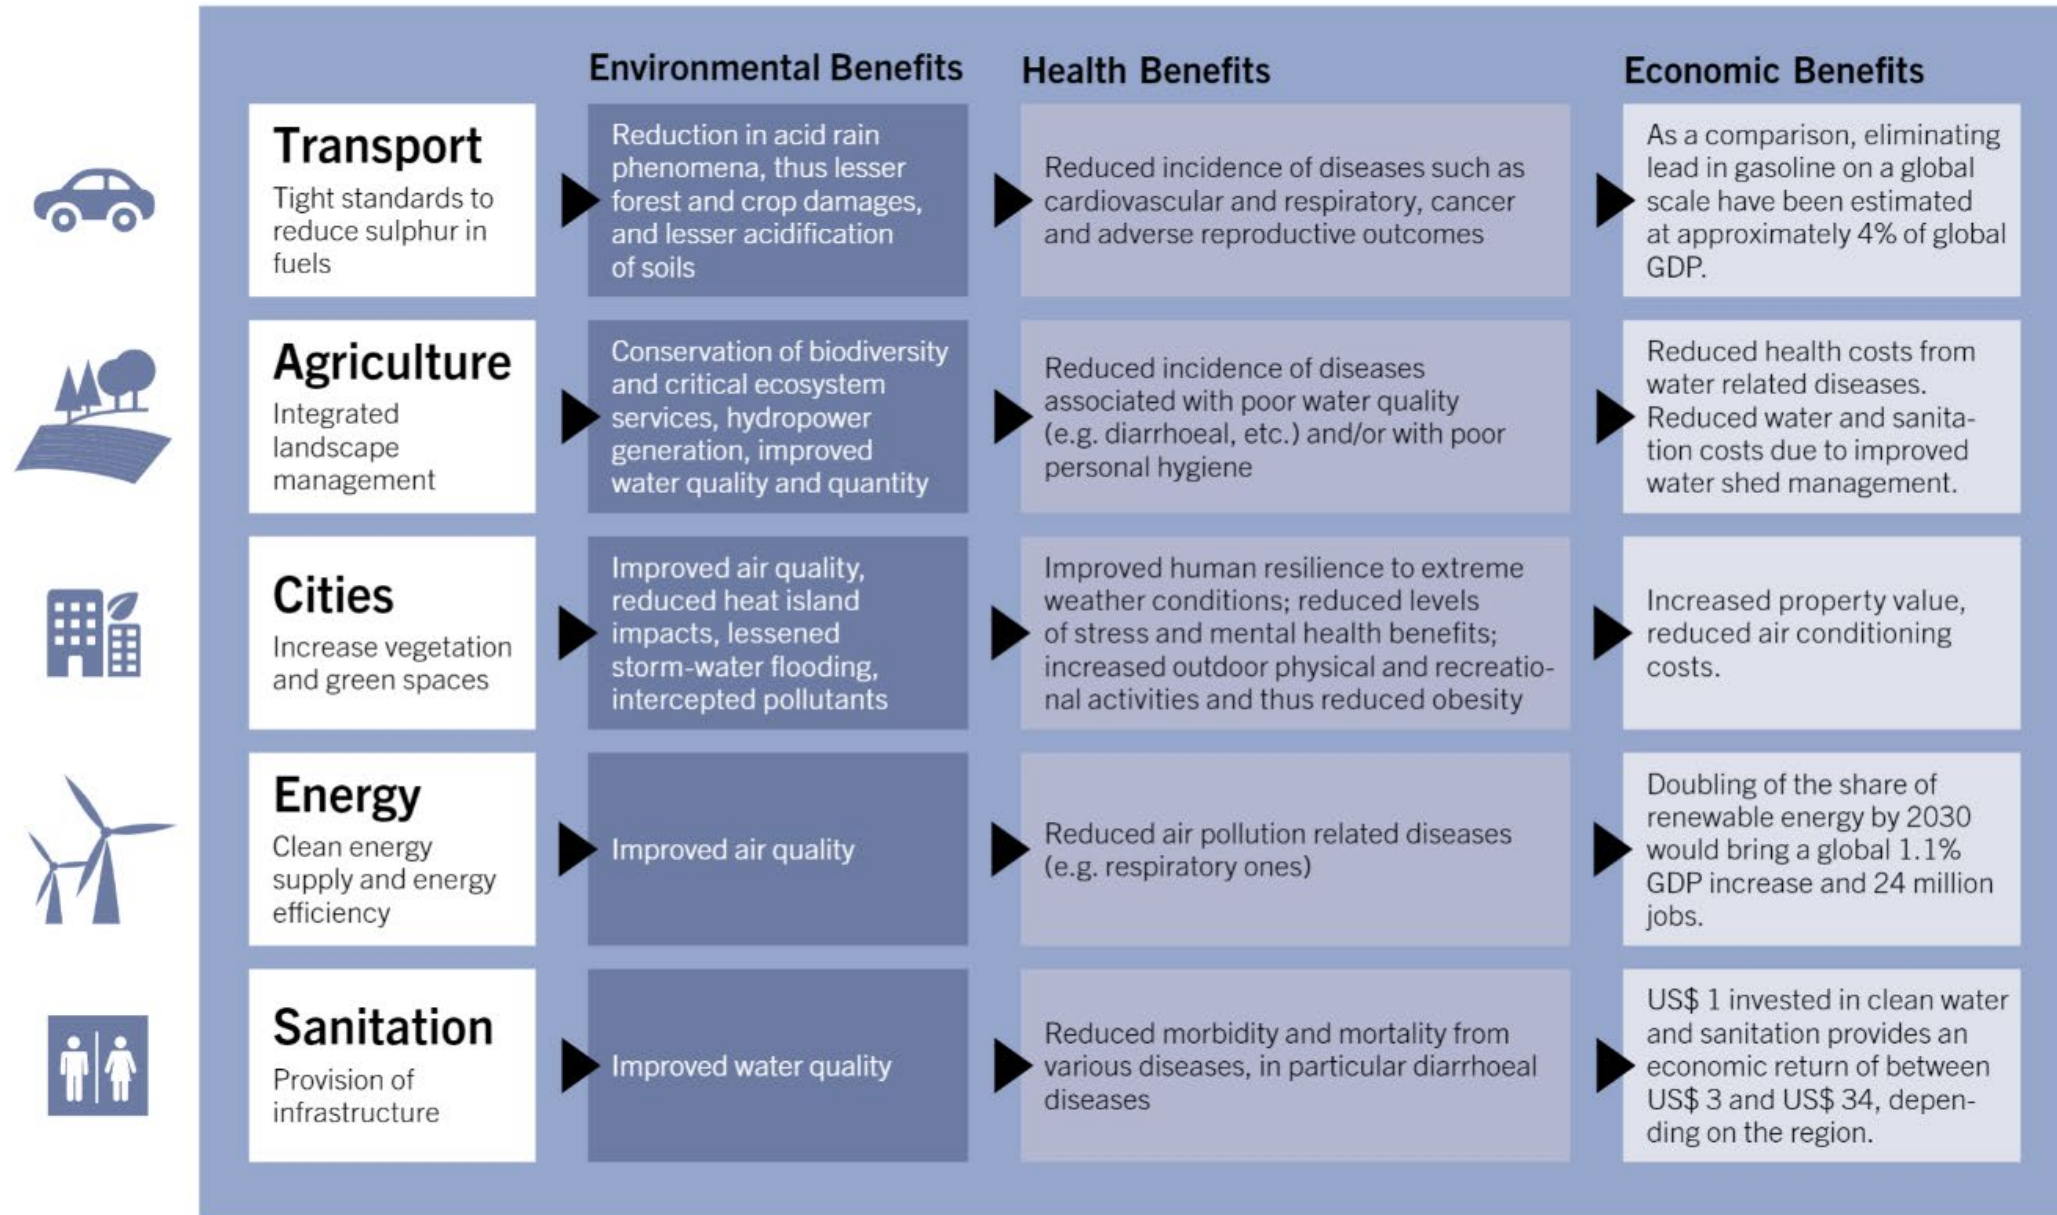 Environmental Benefits
Health Benefits
Economic Benefits
Transport
Tight standards to
reduce sulphur in
fuels
Reduction in acid rain
phenomena, thus lesser
forest and crop damages,
and lesser acidification
of soils
Reduced incidence of diseases such as
cardiovascular and respiratory, cancer
and adverse reproductive outcomes
As a comparison, eliminating
lead in gasoline on a global
scale have been estimated
at approximately 4% of global
GDP.
Agriculture
Integrated
landscape
management
Conservation of biodiversity
and critical ecosystem
services, hydropower
generation, improved
water quality and quantity
Reduced incidence of diseases
associated with poor water quality
(e.g. diarrhoeal, etc.) and/or with poor
personal hygiene
Reduced health costs from
water related diseases.
Reduced water and sanita-
tion costs due to improved
water shed management.
Cities
Increase vegetation
and green spaces
Improved air quality,
reduced heat island
impacts, lessened
storm-water flooding,
intercepted pollutants
Improved human resilience to extreme
weather conditions; reduced levels
of stress and mental health benefits;
increased outdoor physical and recreatio-
nal activities and thus reduced obesity
Increased property value,
reduced air conditioning
costs.
Energy
Clean energy
supply and energy
efficiency
Improved air quality
Reduced air pollution related diseases
(e.g. respiratory ones)
Doubling of the share of
renewable energy by 2030
would bring a global 1.1%
GDP increase and 24 million
jobs.
Sanitation
Provision of
infrastructure
Improved water quality
Reduced morbidity and mortality from
various diseases, in particular diarrhoeal
diseases
US$ 1 invested in clean water
and sanitation provides an
economic return of between
US$ 3 and US$ 34, depen-
ding on the region.